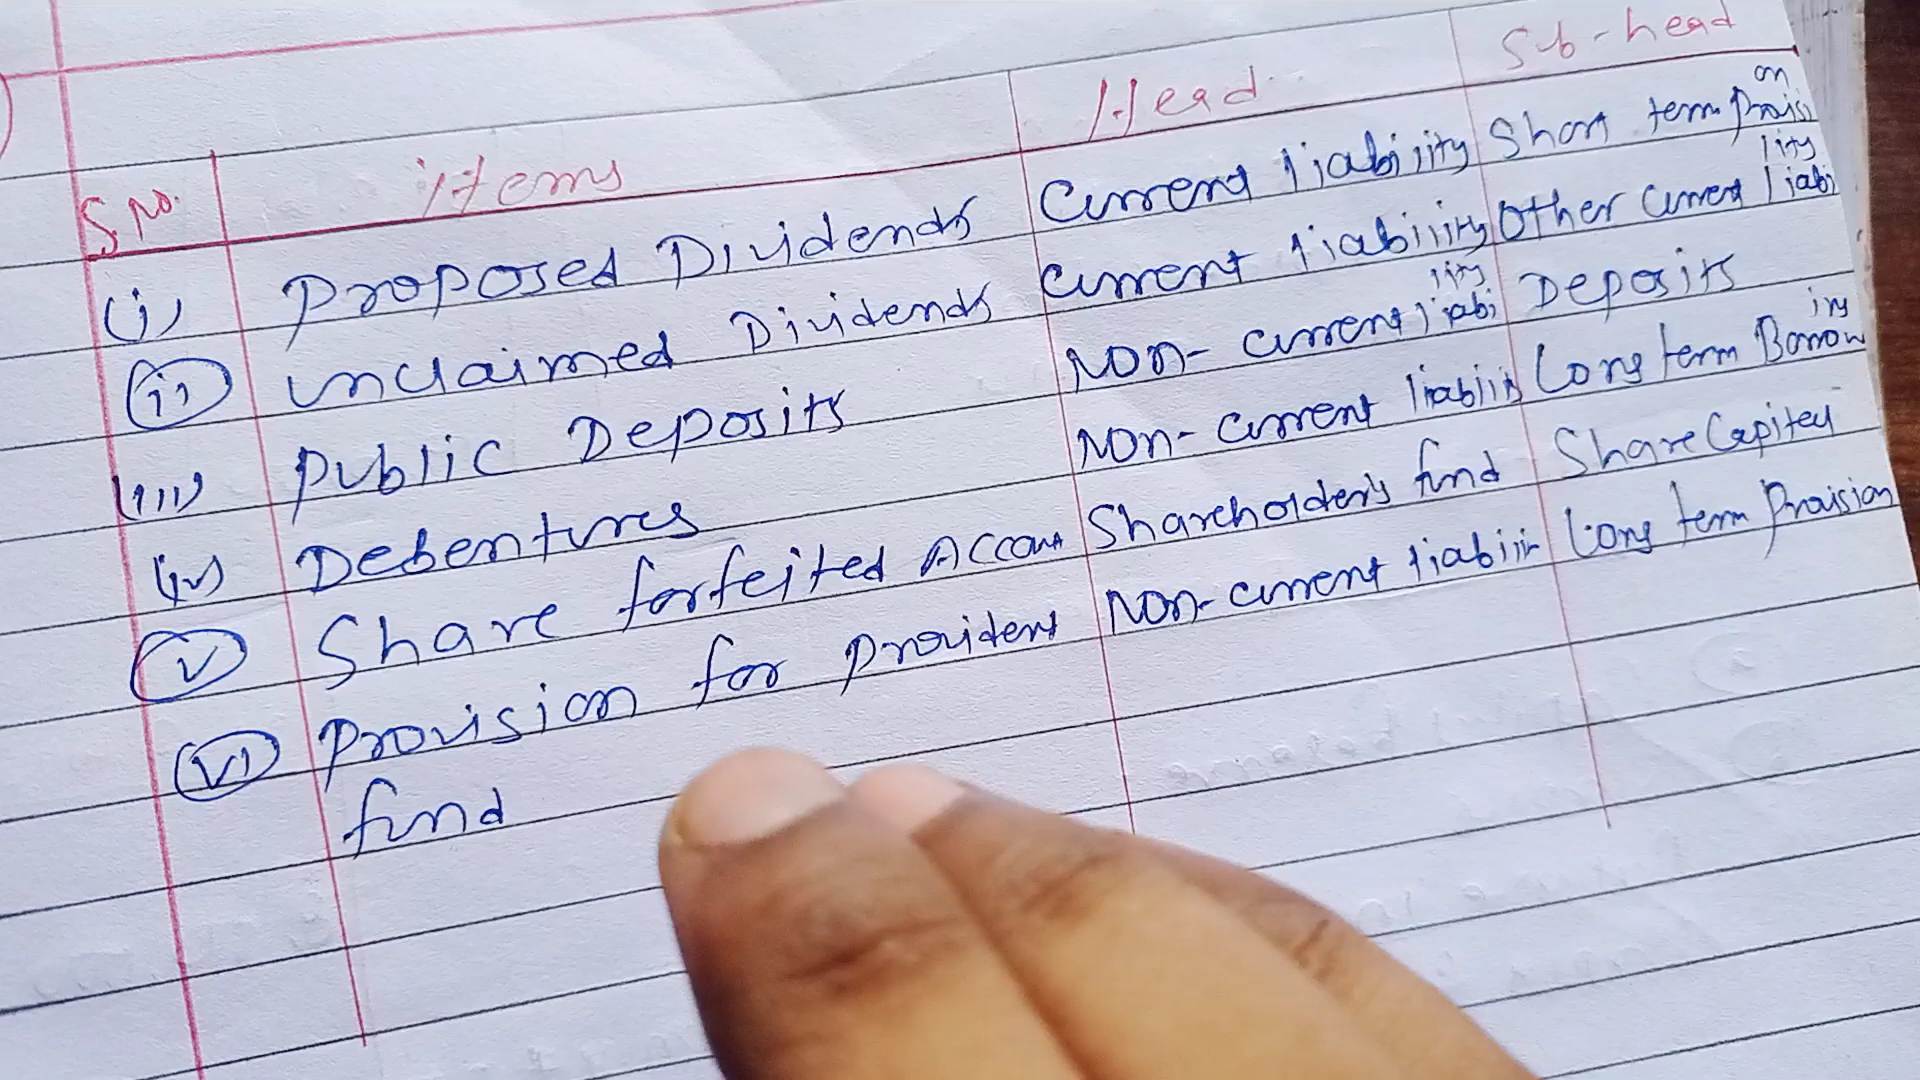 S.No. items Head Sub-head
(i) Proposed Dividends Current liability Short term Provision
(ii) Unclaimed Dividends Current liability Other Current liability
(iii) Public Deposits Non-current liability Deposits
(iv) Debentures Non-current liability Long term Borrowing
(v) Share forfeited Account Shareholder's fund Share Capital
(vi) Provision for Provident Non-current liability Long term Provision
fund